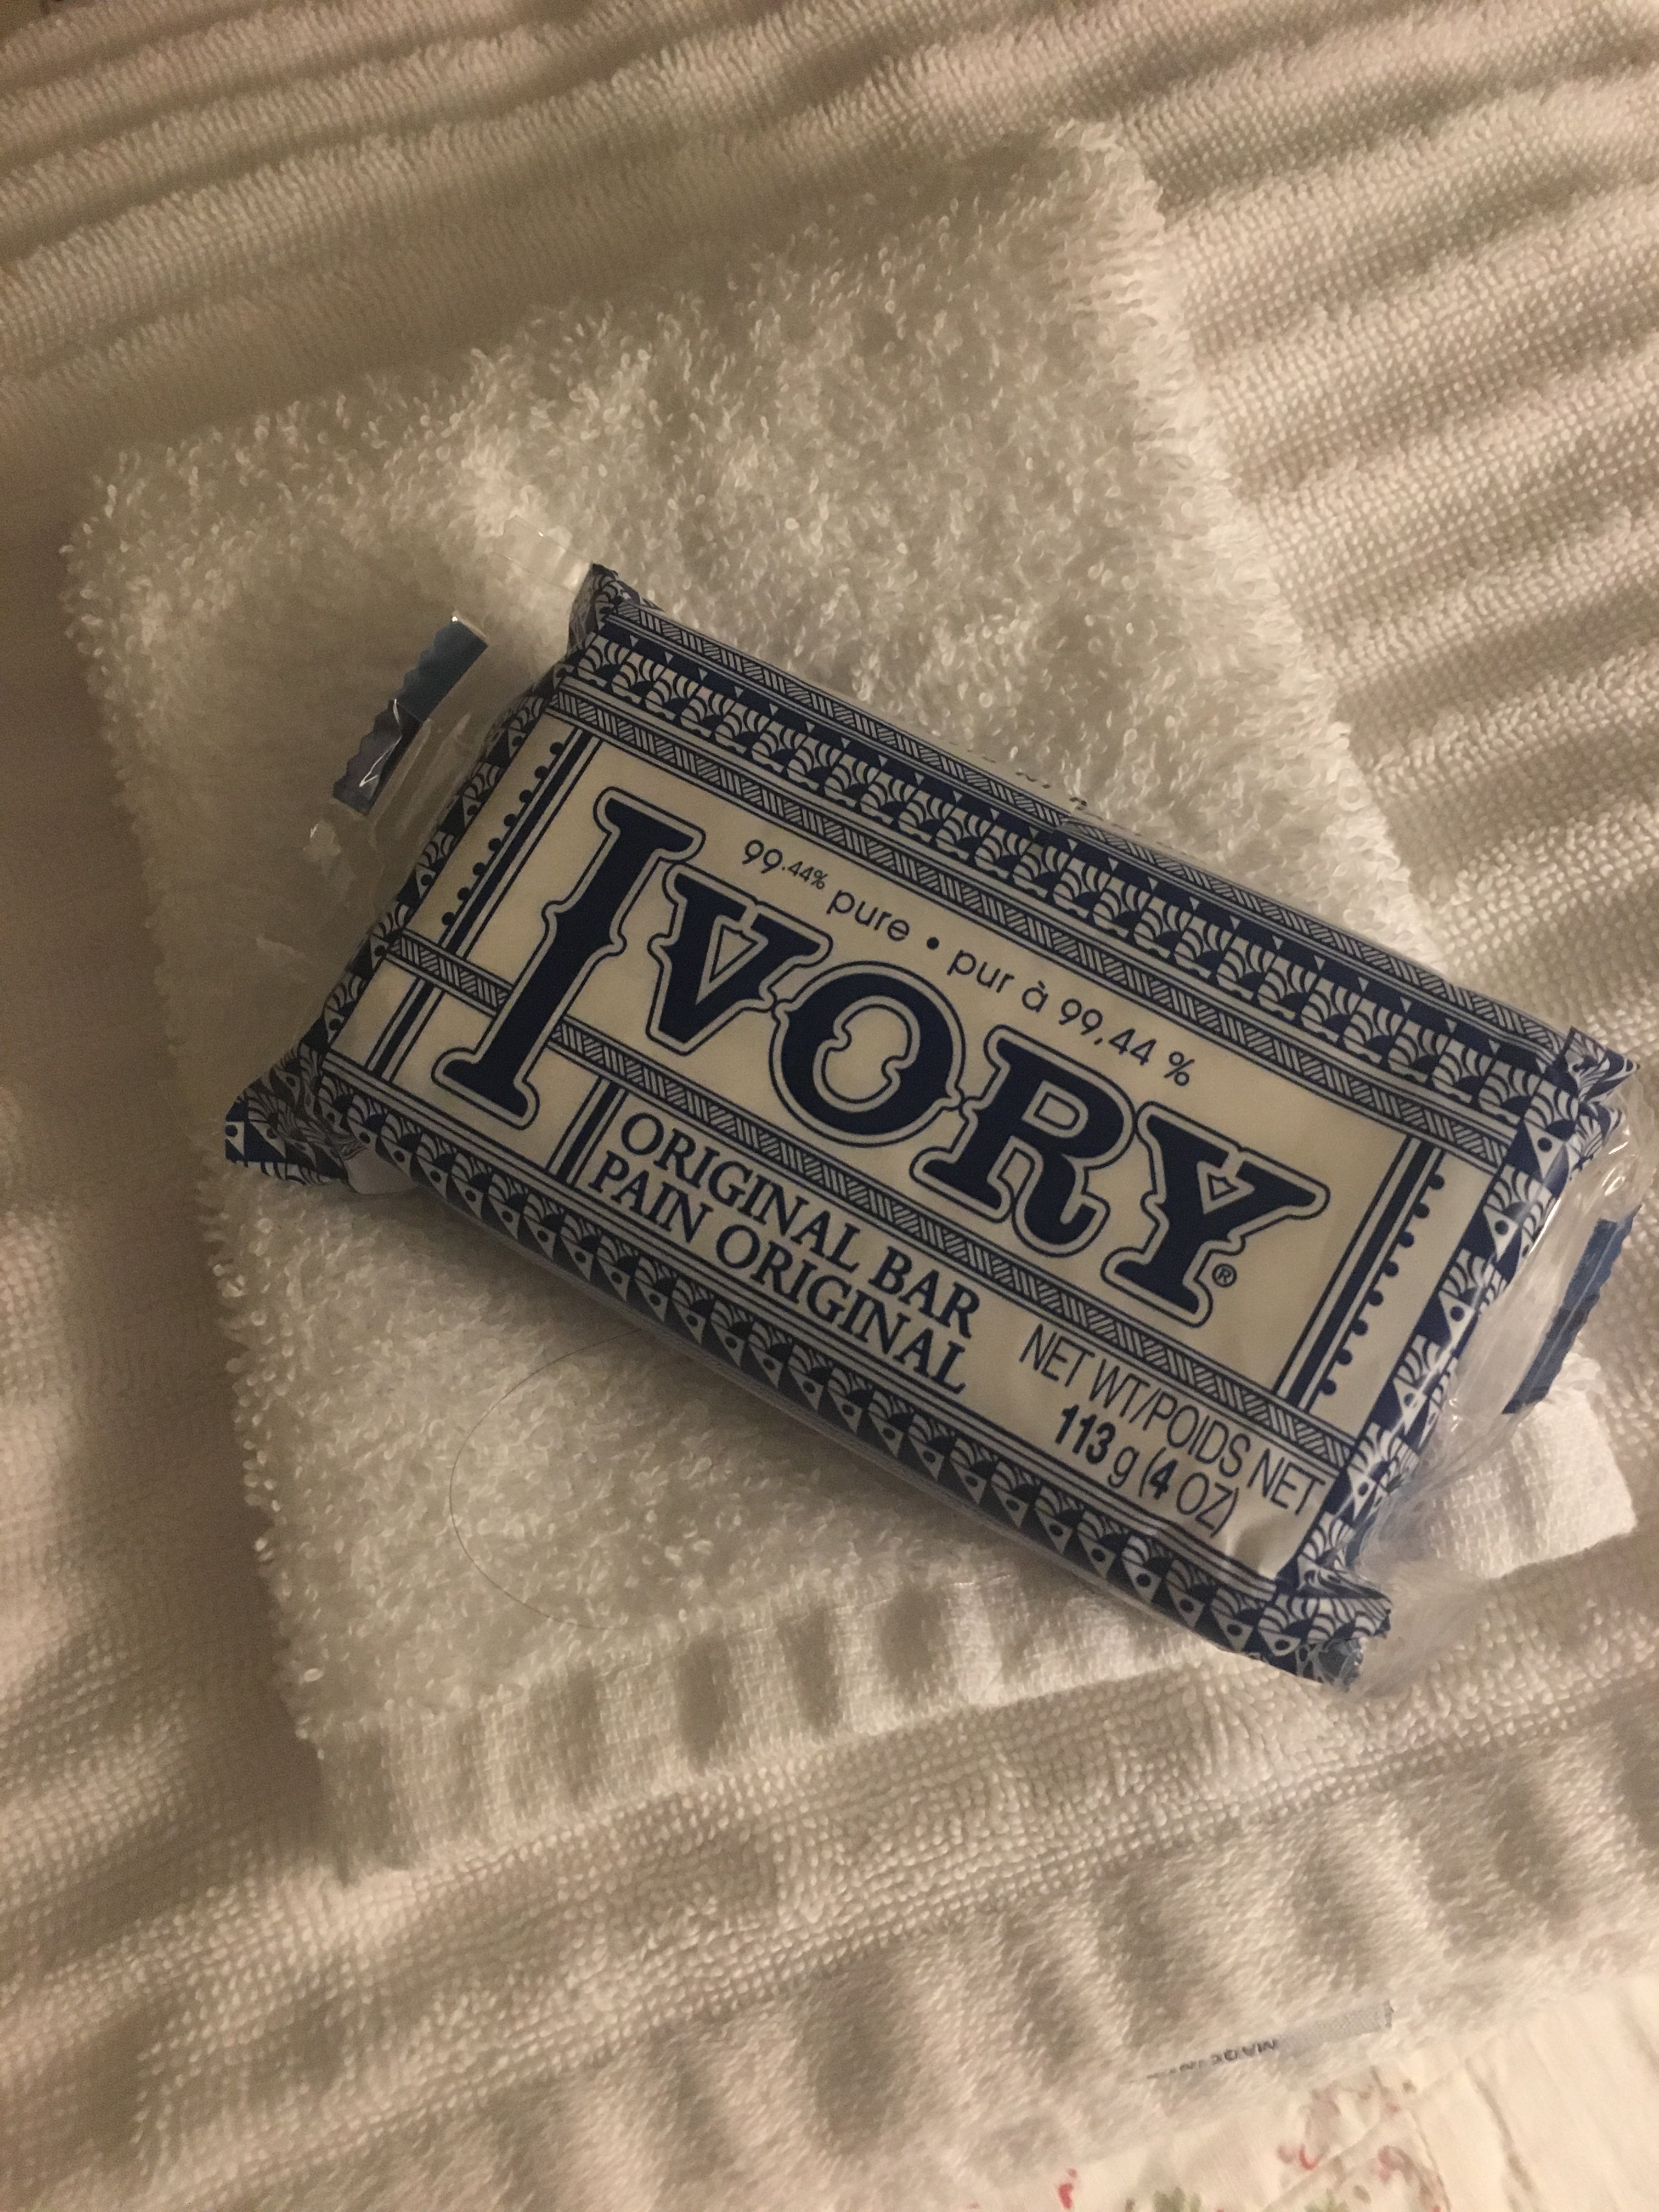 99.44% pure • pur à 99,44 %
IVORY®
ORIGINAL BAR
PAIN ORIGINAL
NET WT/POIDS NET
113 g (4 OZ)